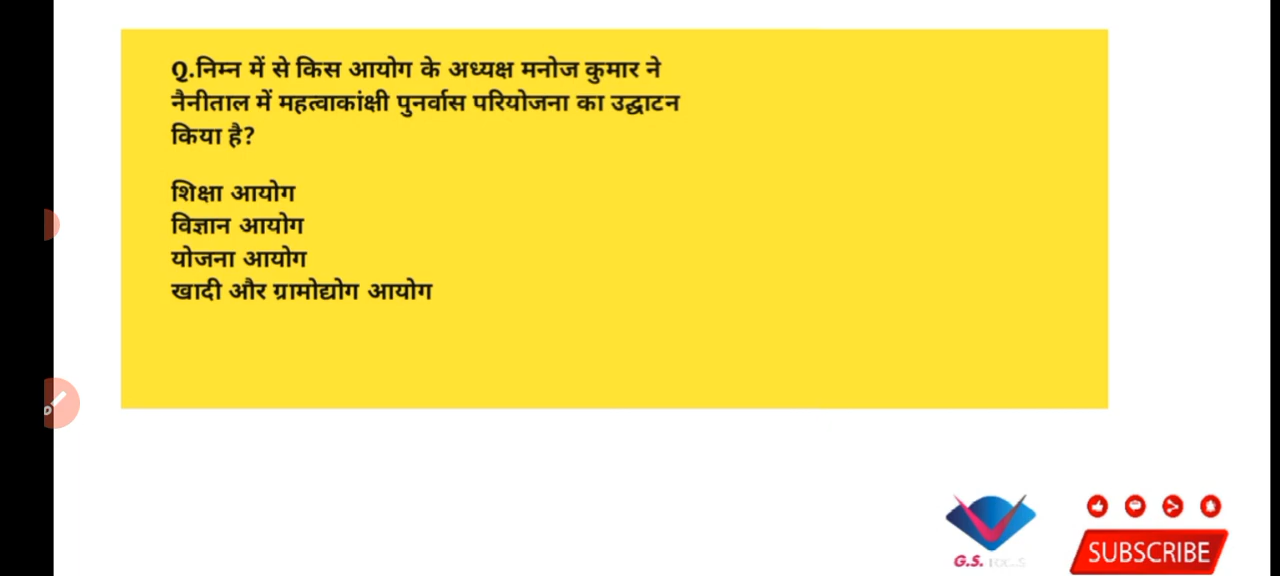 Q.निम्न में से किस आयोग के अध्यक्ष मनोज कुमार ने
नैनीताल में महत्वाकांक्षी पुनर्वास परियोजना का उद्घाटन
किया है?
शिक्षा आयोग
विज्ञान आयोग
योजना आयोग
खादी और ग्रामोद्योग आयोग
G.S.
SUBSCRIBE